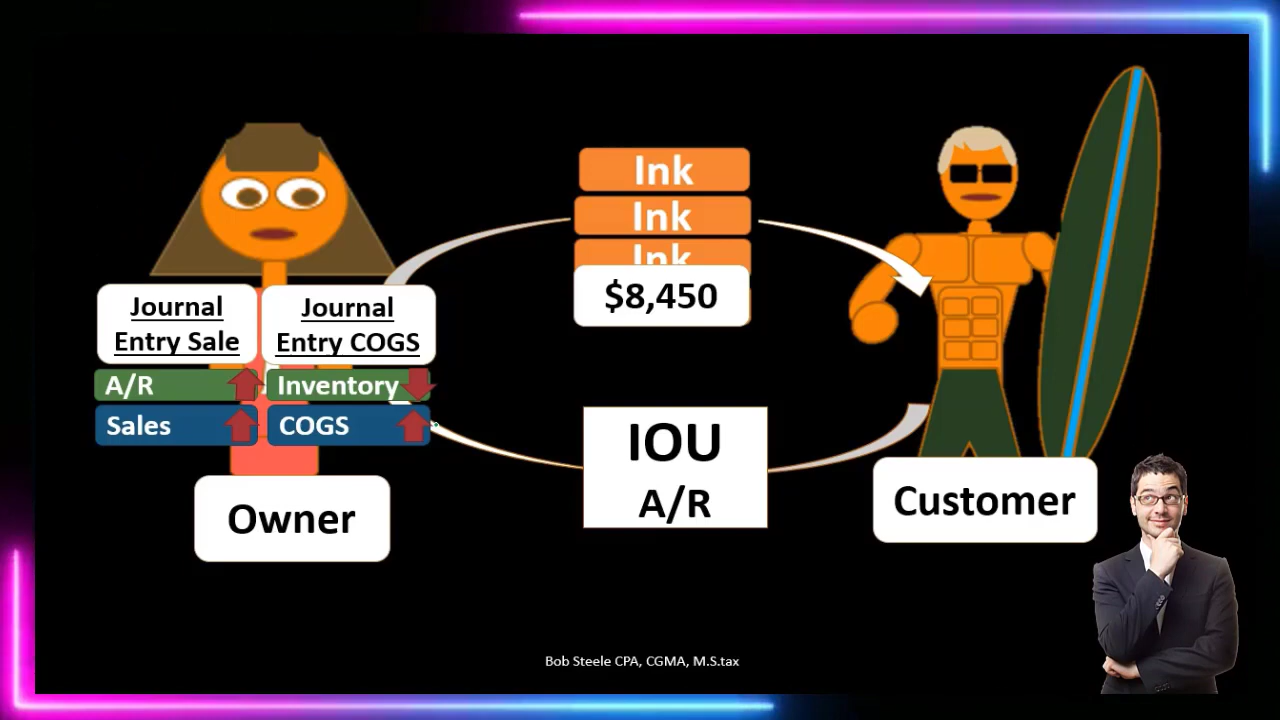 Ink
Ink
Ink
$8,450
Journal
Entry Sale
Journal
Entry COGS
A/R
Inventory
Sales
COGS
IOU
A/R
Owner
Customer
Bob Steele CPA, CGMA, M.S.tax